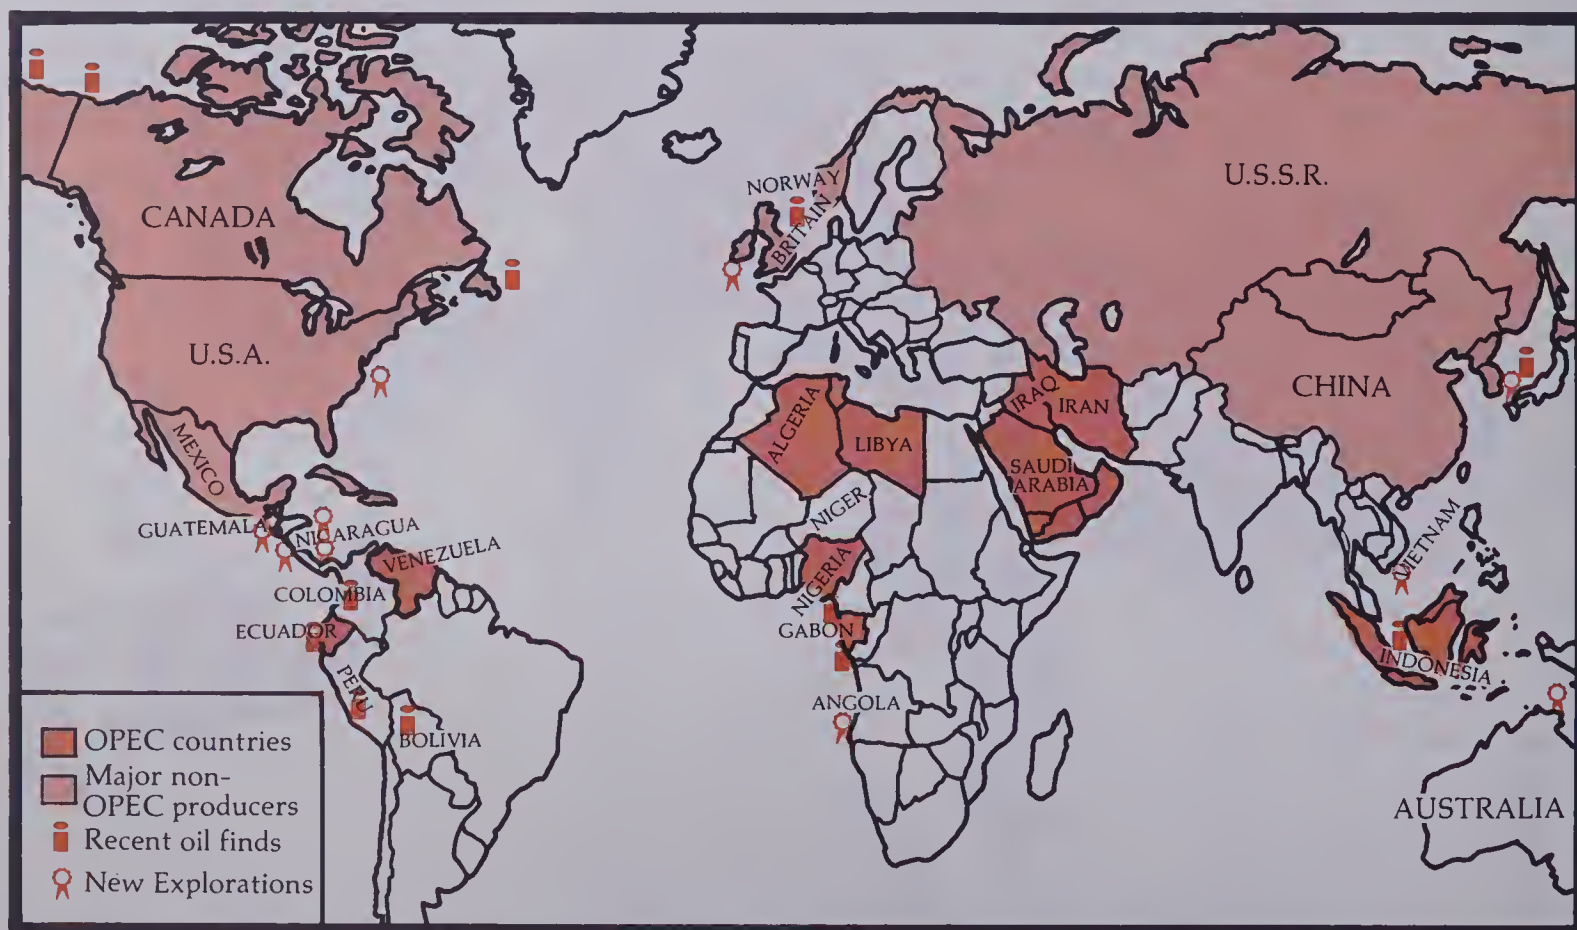 NORWAY
U.S.S.R.
CANADA
BRITAIN
U.S.A.
CHINA
IRAQ
IRAN
MEXICO
ALGERIA
LIBYA
SAUDI
ARABIA
NIGER
GUATEMALA
NICARAGUA
VENEZUELA
VIETNAM
COLOMBIA
NIGERIA
ECUADOR
GABON
INDONESIA
PERU
ANGOLA
BOLIVIA
AUSTRALIA
OPEC countries
Major non-
OPEC producers
Recent oil finds
New Explorations